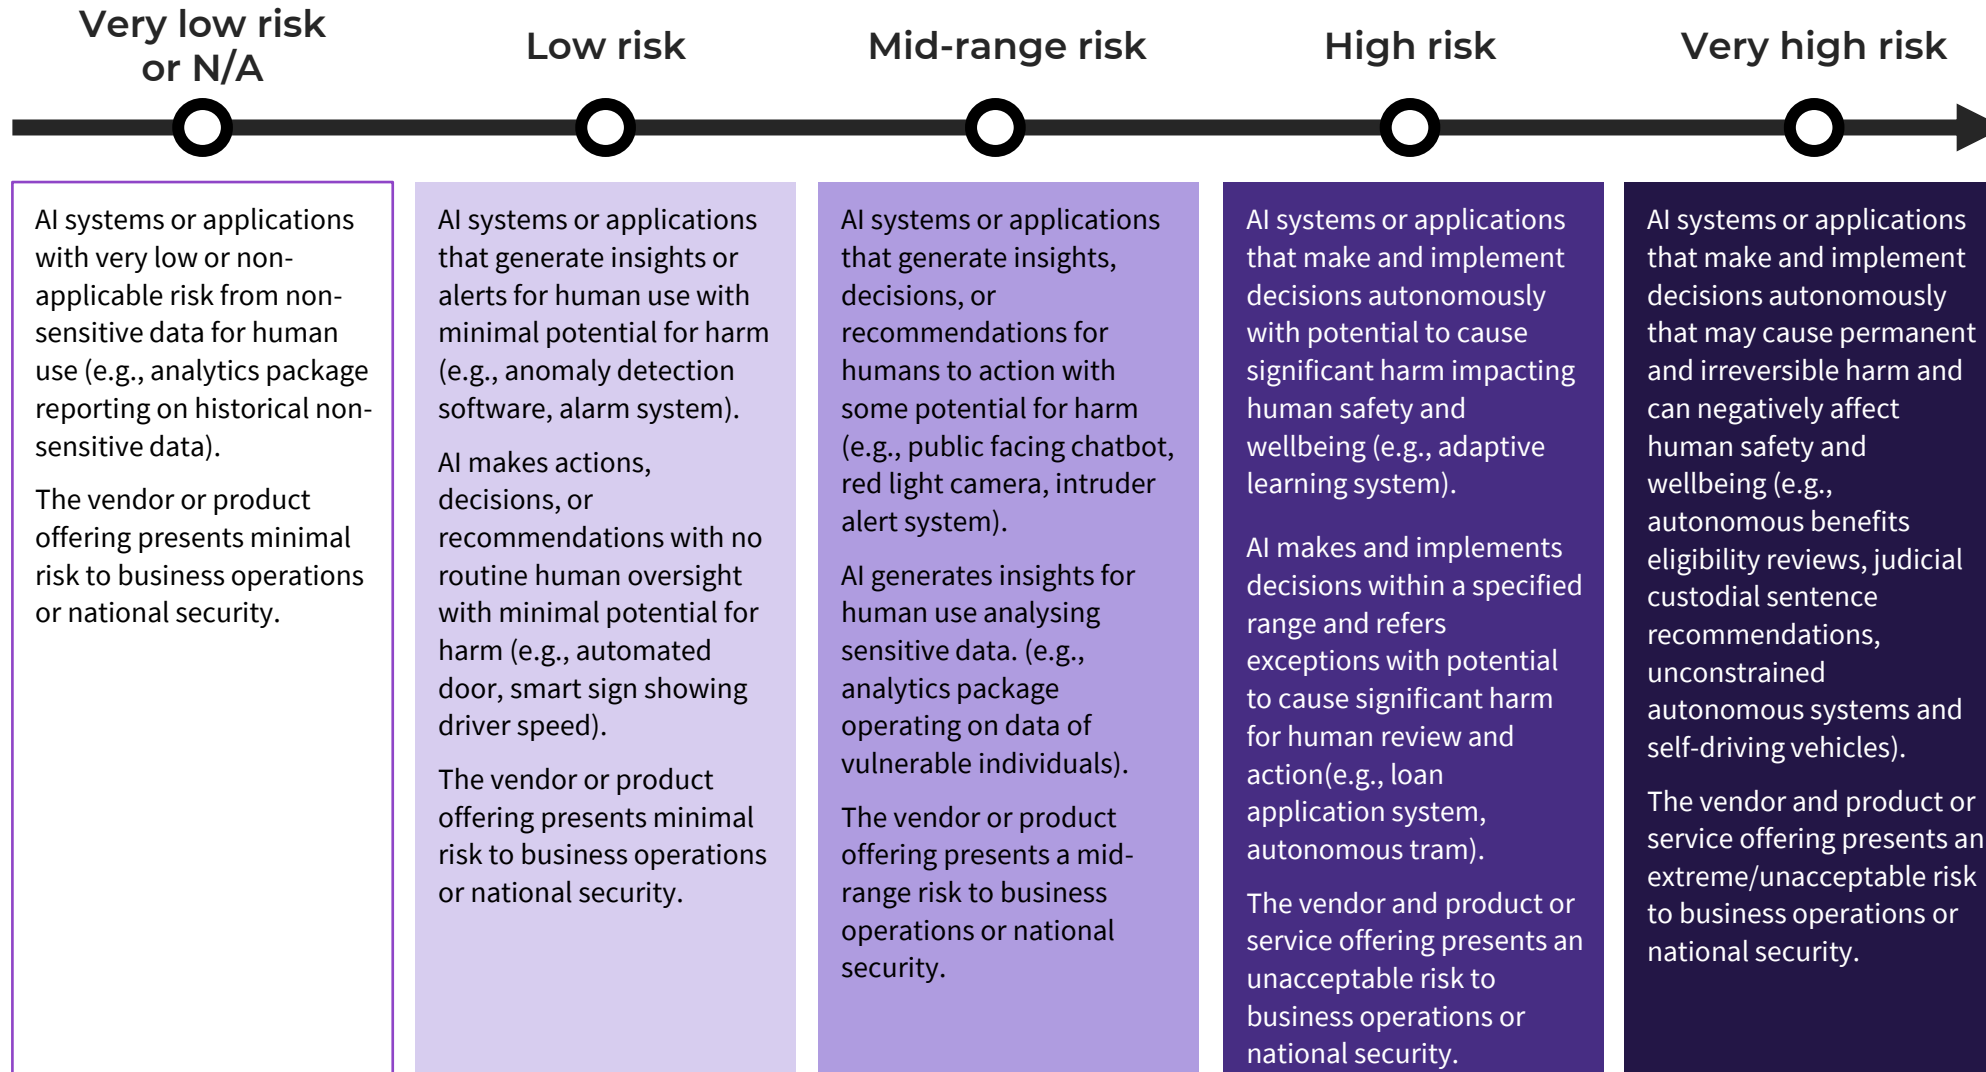 Very low risk
or N/A
Low risk
Mid-range risk
High risk
Very high risk
AI systems or applications
with very low or non-
applicable risk from non-
sensitive data for human
use (e.g., analytics package
reporting on historical non-
sensitive data).
The vendor or product
offering presents minimal
risk to business operations
or national security.
AI systems or applications
that generate insights or
alerts for human use with
minimal potential for harm
(e.g., anomaly detection
software, alarm system).
AI makes actions,
decisions, or
recommendations with no
routine human oversight
with minimal potential for
harm (e.g., automated
door, smart sign showing
driver speed).
The vendor or product
offering presents minimal
risk to business operations
or national security.
AI systems or applications
that generate insights,
decisions, or
recommendations for
humans to action with
some potential for harm
(e.g., public facing chatbot,
red light camera, intruder
alert system).
AI generates insights for
human use analysing
sensitive data. (e.g.,
analytics package
operating on data of
vulnerable individuals).
The vendor or product
offering presents a mid-
range risk to business
operations or national
security.
AI systems or applications
that make and implement
decisions autonomously
with potential to cause
significant harm impacting
human safety and
wellbeing (e.g., adaptive
learning system).
AI makes and implements
decisions within a specified
range and refers
exceptions with potential
to cause significant harm
for human review and
action(e.g., loan
application system,
autonomous tram).
The vendor and product or
service offering presents an
unacceptable risk to
business operations or
national security.
AI systems or applications
that make and implement
decisions autonomously
that may cause permanent
and irreversible harm and
can negatively affect
human safety and
wellbeing (e.g.,
autonomous benefits
eligibility reviews, judicial
custodial sentence
recommendations,
unconstrained
autonomous systems and
self-driving vehicles).
The vendor and product or
service offering presents an
extreme/unacceptable risk
to business operations or
national security.